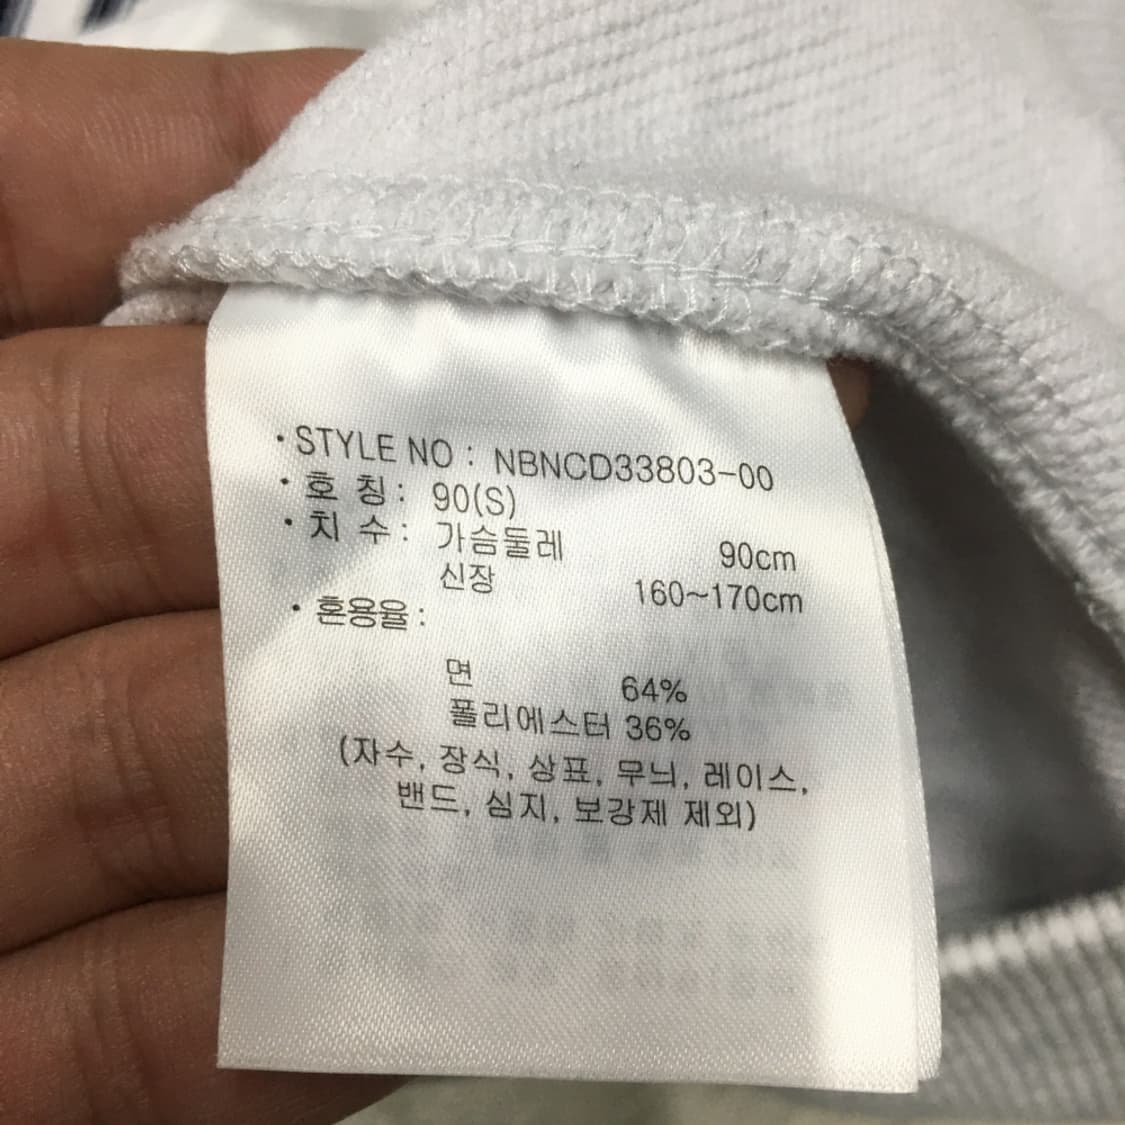 ·STYLE NO : NBNCD33803-00
·호 칭 : 90(S)
·치 수 : 가슴둘레 90cm
신장 160~170cm
·혼용율 :
면 64%
폴리에스터 36%
(자수, 장식, 상표, 무늬, 레이스,
밴드, 심지, 보강제 제외)